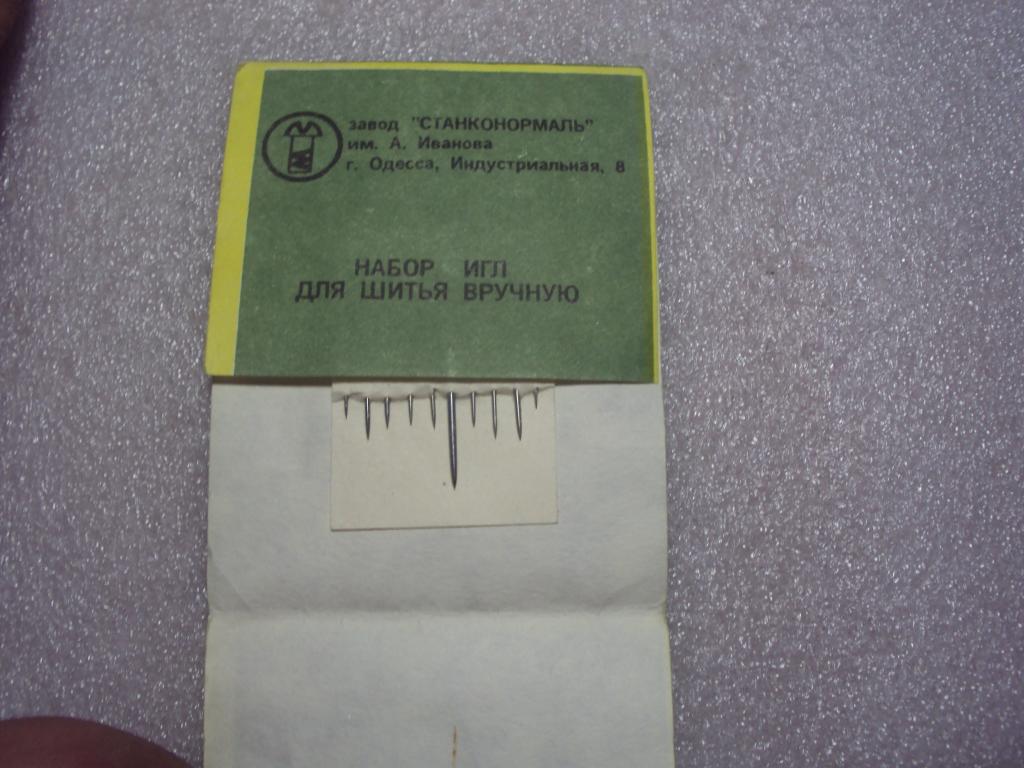 завод "СТАНКОНОРМАЛЬ"
им. А. Иванова
г. Одесса, Индустриальная, 8
НАБОР ИГЛ
ДЛЯ ШИТЬЯ ВРУЧНУЮ